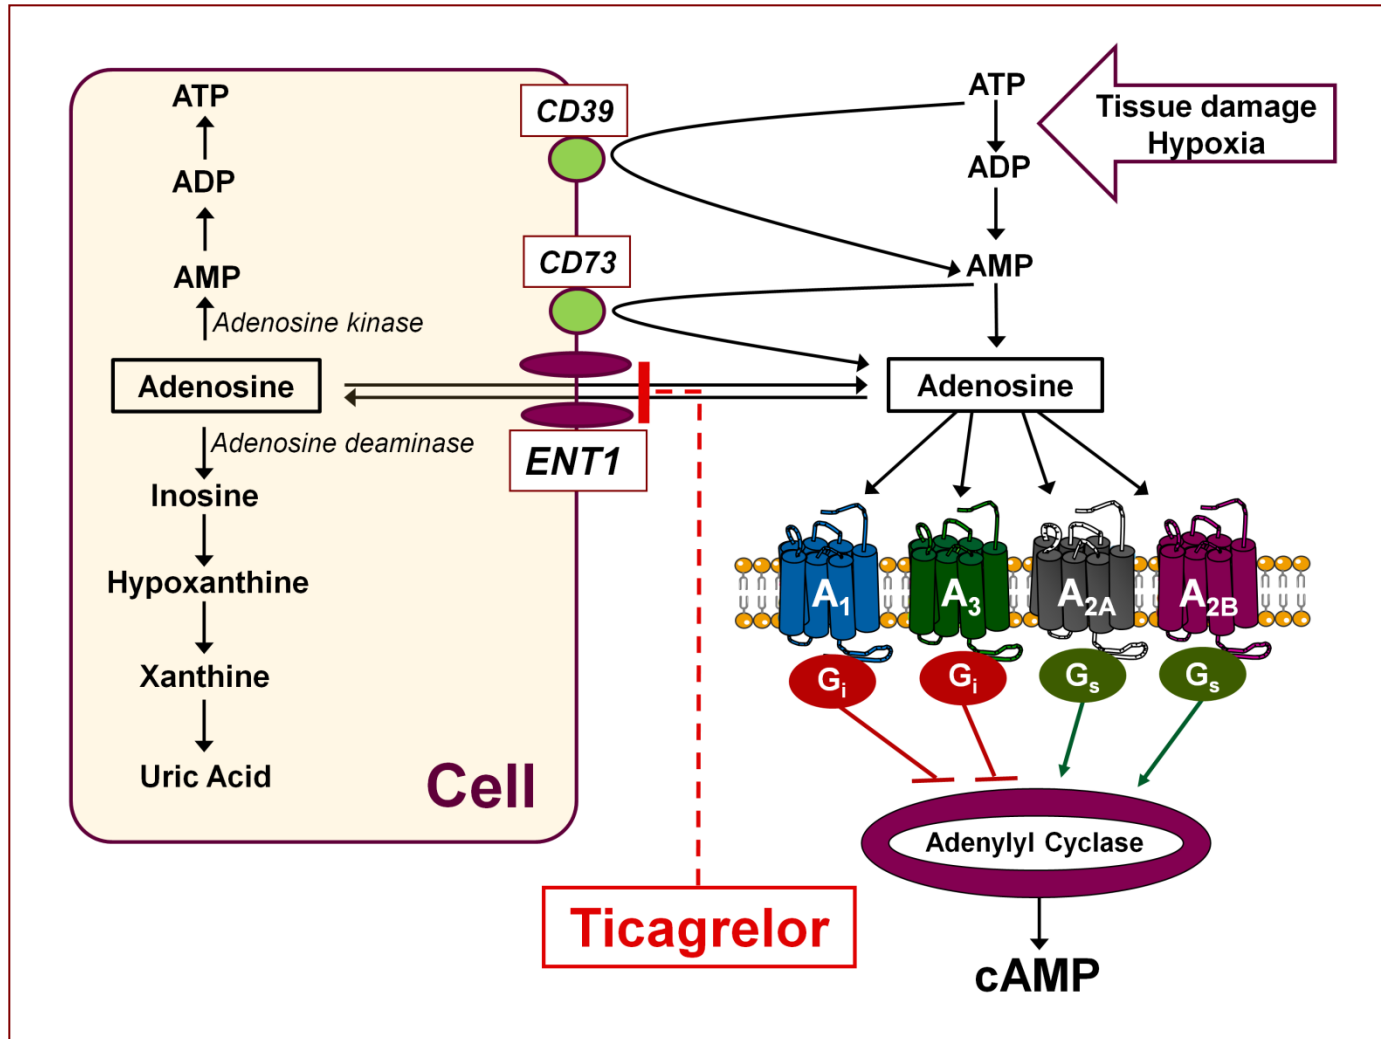 ATP
ADP
AMP
Adenosine kinase
Adenosine
Adenosine deaminase
Inosine
Hypoxanthine
Xanthine
Uric Acid
Cell
CD39
CD73
ENT1
Ticagrelor
ATP
ADP
AMP
Adenosine
Tissue damage
Hypoxia
A1
A3
A2A
A2B
Gi
Gi
Gs
Gs
Adenylyl Cyclase
cAMP